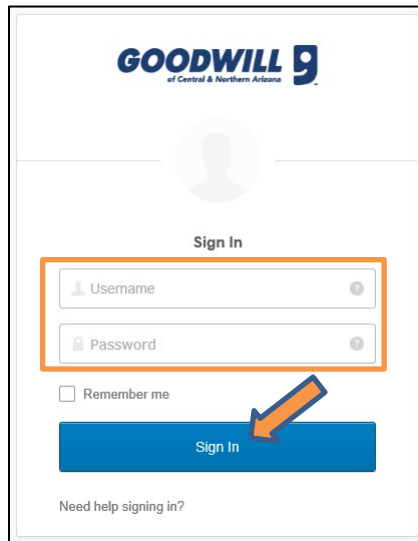 GOODWILL g
of Central & Northern Arizona
Sign In
Username ?
Password ?
Remember me
Sign In
Need help signing in?